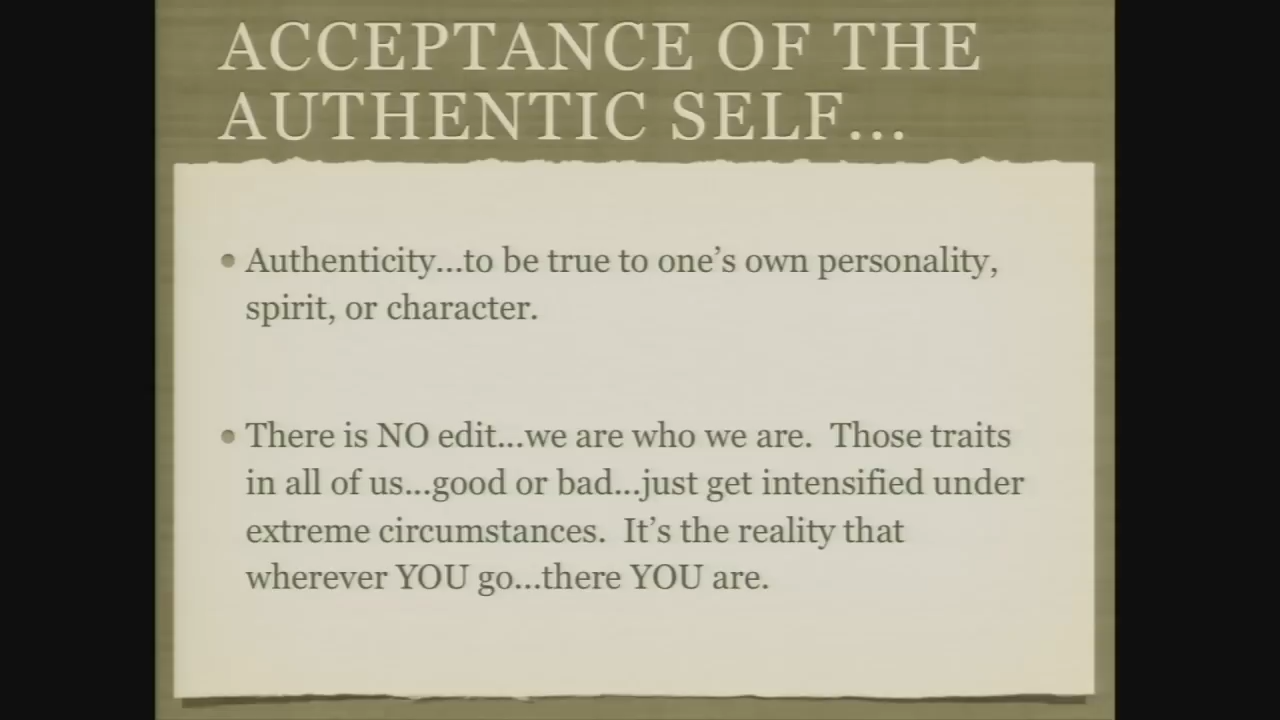 ACCEPTANCE OF THE
AUTHENTIC SELF...
• Authenticity...to be true to one's own personality,
spirit, or character.
• There is NO edit...we are who we are.  Those traits
in all of us...good or bad...just get intensified under
extreme circumstances.  It's the reality that
wherever YOU go...there YOU are.